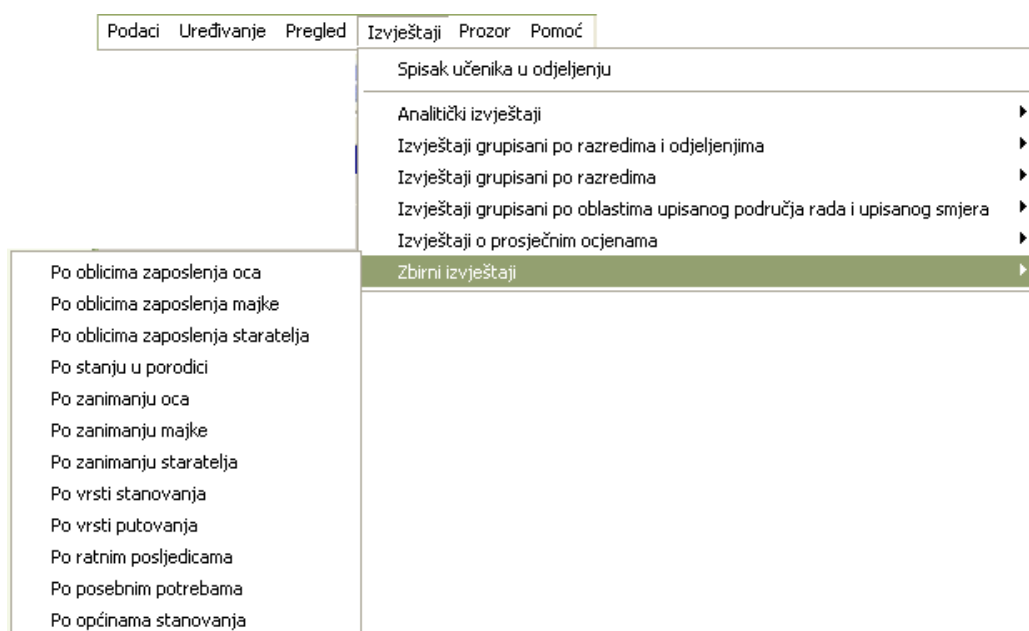 Podaci Uređivanje Pregled Izvještaji Prozor Pomoć
Spisak učenika u odjeljenju
Analitički izvještaji
Izvještaji grupisani po razredima i odjeljenjima
Izvještaji grupisani po razredima
Izvještaji grupisani po oblastima upisanog područja rada i upisanog smjera
Izvještaji o prosječnim ocjenama
Zbirni izvještaji
Po oblicima zaposlenja oca
Po oblicima zaposlenja majke
Po oblicima zaposlenja staratelja
Po stanju u porodici
Po zanimanju oca
Po zanimanju majke
Po zanimanju staratelja
Po vrsti stanovanja
Po vrsti putovanja
Po ratnim posljedicama
Po posebnim potrebama
Po općinama stanovanja